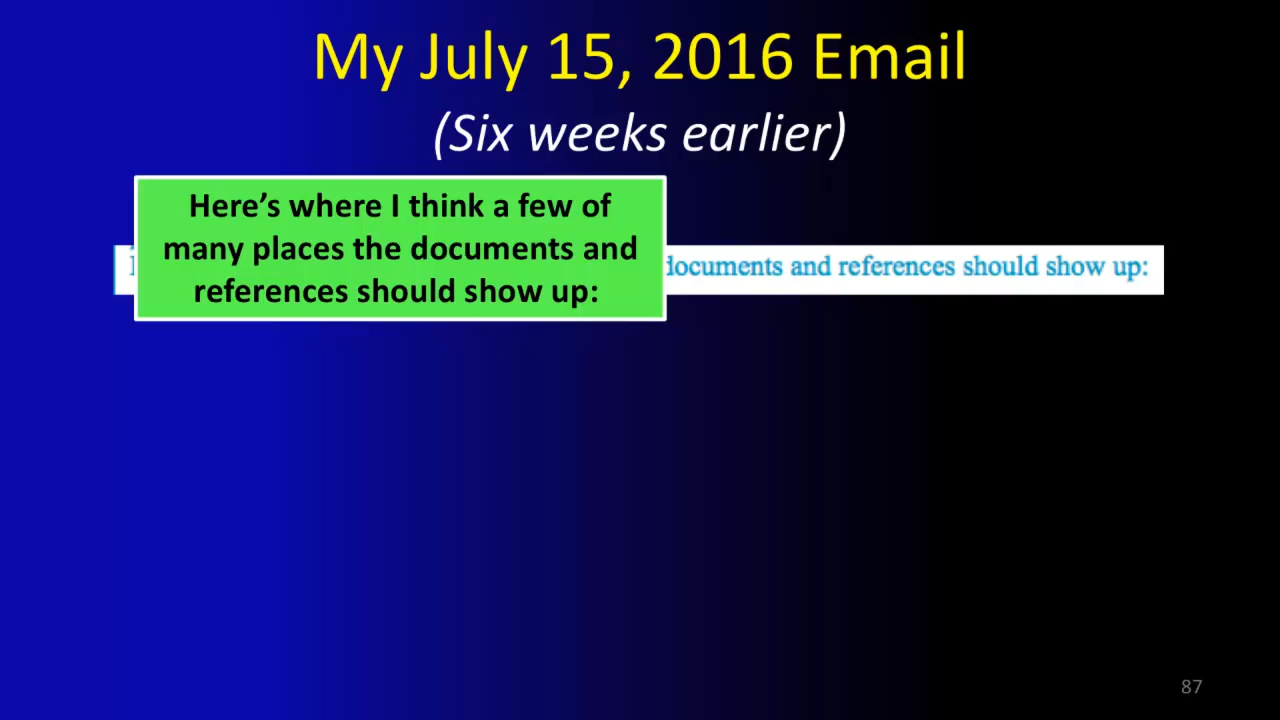 My July 15, 2016 Email
(Six weeks earlier)
Here’s where I think a few of
many places the documents and
references should show up:
documents and references should show up:
87